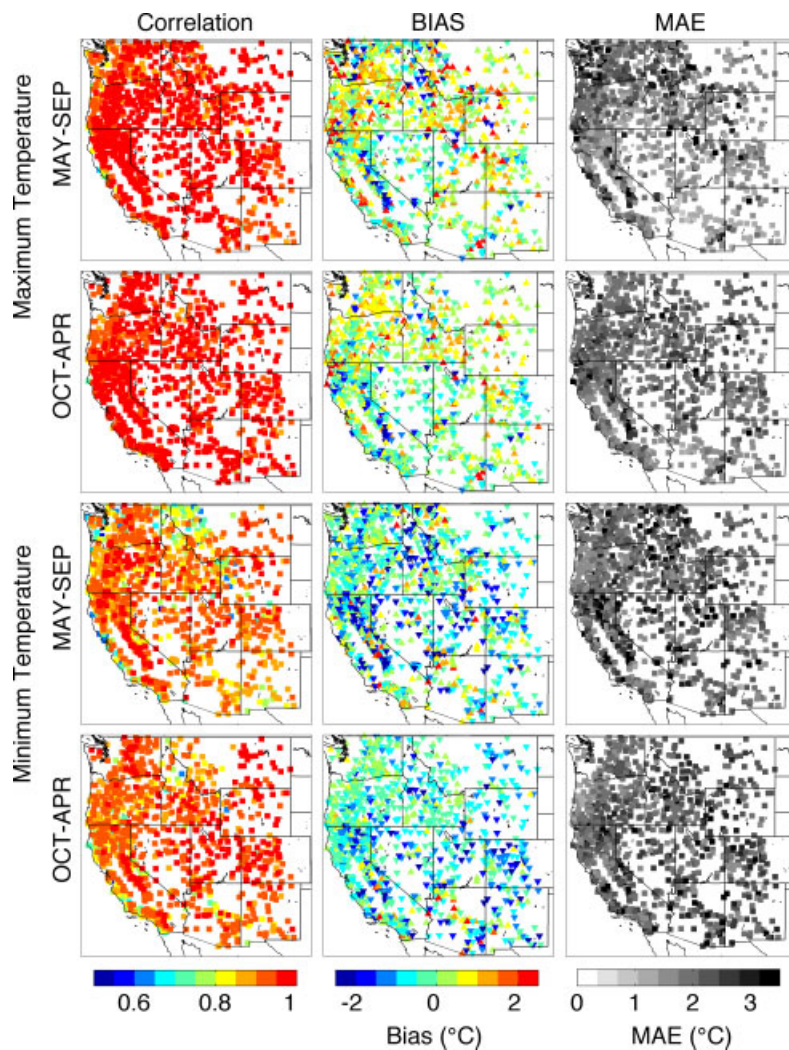 Correlation BIAS MAE
Maximum Temperature
MAY-SEP
OCT-APR
Minimum Temperature
MAY-SEP
OCT-APR
0.6 0.8 1 -2 0 2 0 1 2 3
Bias (°C) MAE (°C)